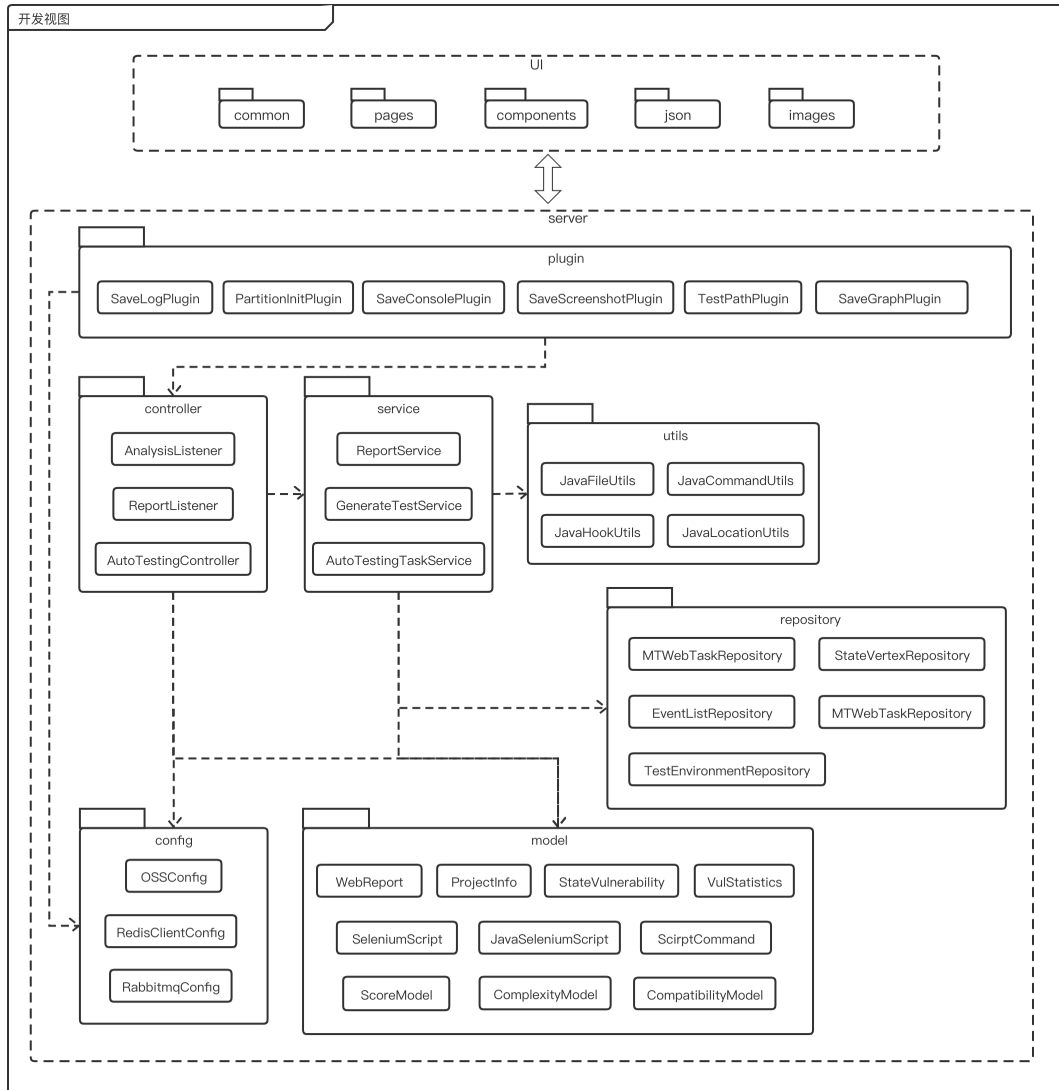 开发视图
UI
common
pages
components
json
images
server
plugin
SaveLogPlugin
PartitionInitPlugin
SaveConsolePlugin
SaveScreenshotPlugin
TestPathPlugin
SaveGraphPlugin
controller
AnalysisListener
ReportListener
AutoTestingController
service
ReportService
GenerateTestService
AutoTestingTaskService
utils
JavaFileUtils
JavaCommandUtils
JavaHookUtils
JavaLocationUtils
repository
MTWebTaskRepository
StateVertexRepository
EventListRepository
MTWebTaskRepository
TestEnvironmentRepository
config
OSSConfig
RedisClientConfig
RabbitmqConfig
model
WebReport
ProjectInfo
StateVulnerability
VulStatistics
SeleniumScript
JavaSeleniumScript
ScirptCommand
ScoreModel
ComplexityModel
CompatibilityModel